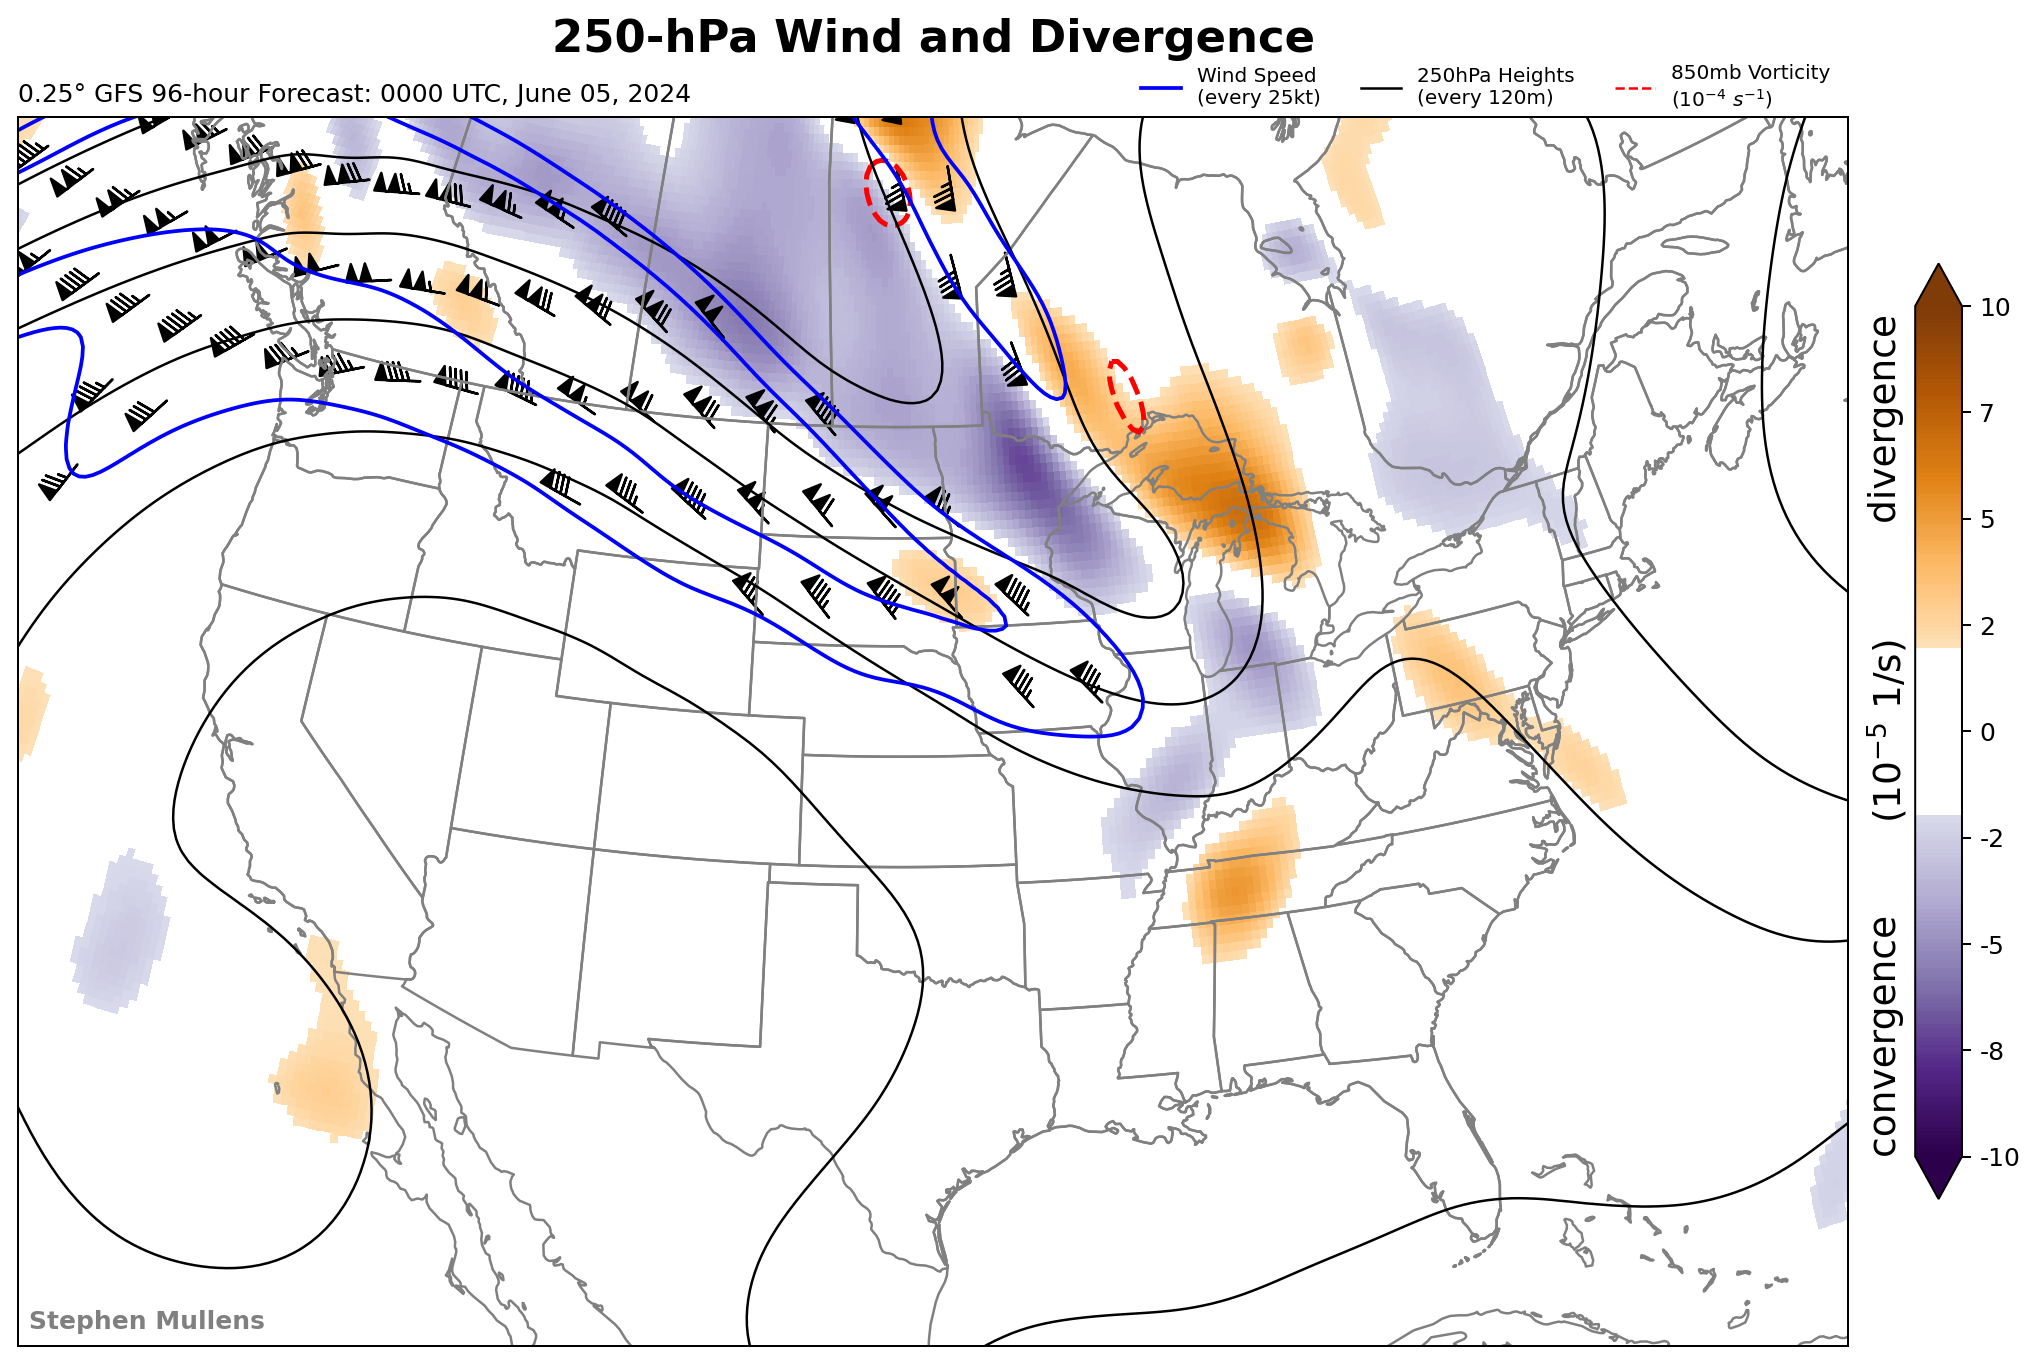 250-hPa Wind and Divergence
0.25° GFS 96-hour Forecast: 0000 UTC, June 05, 2024
Wind Speed
(every 25kt)
250hPa Heights
(every 120m)
850mb Vorticity
(10⁻⁴ s⁻¹)
10
7
5
2
0
-2
-5
-8
-10
convergence (10⁻⁵ 1/s) divergence
Stephen Mullens